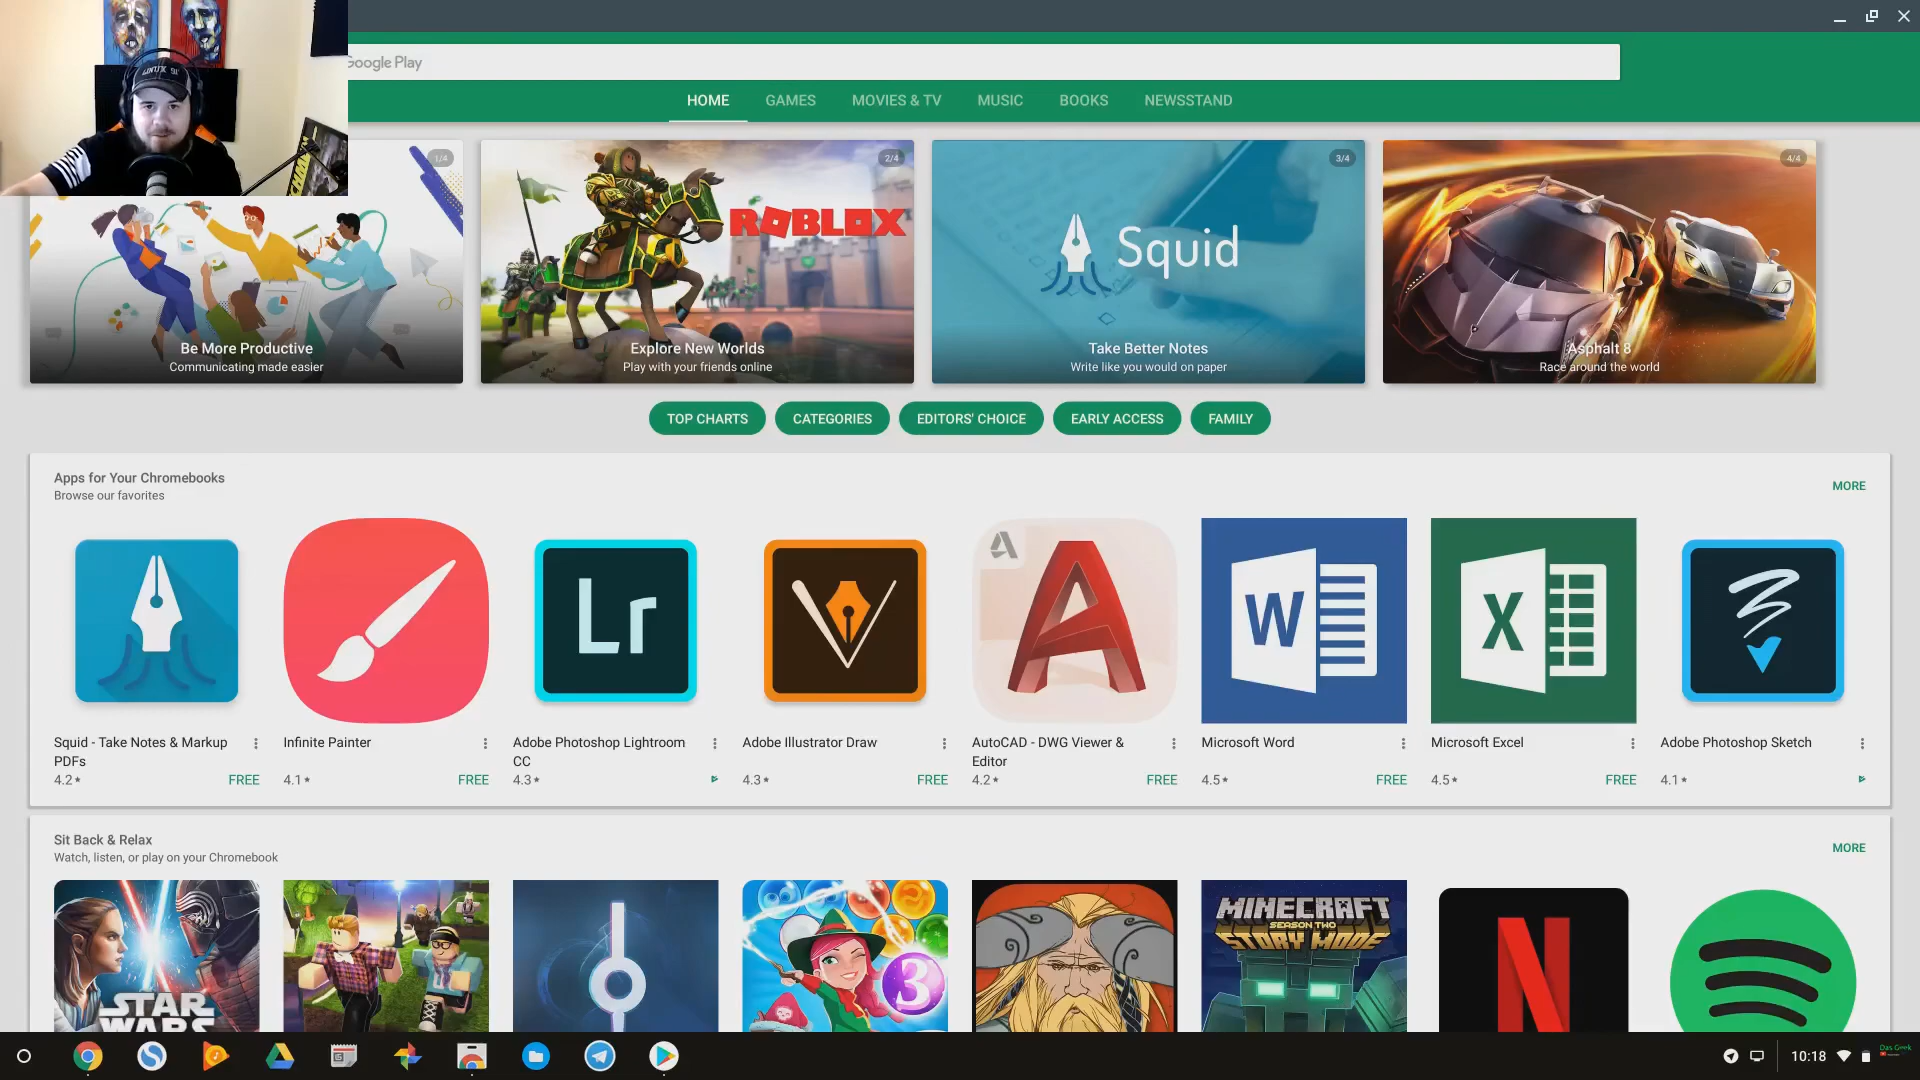 LINUX
Google Play
HOME
GAMES
MOVIES & TV
MUSIC
BOOKS
NEWSSTAND
1/4
2/4
3/4
4/4
ROBLOX
Squid
Be More Productive
Communicating made easier
Explore New Worlds
Play with your friends online
Take Better Notes
Write like you would on paper
Asphalt 8
Race around the world
TOP CHARTS
CATEGORIES
EDITORS' CHOICE
EARLY ACCESS
FAMILY
Apps for Your Chromebooks
Browse our favorites
MORE
Lr
A
W
X
Squid - Take Notes & Markup
PDFs
4.2★
FREE
Infinite Painter
4.1★
FREE
Adobe Photoshop Lightroom
CC
4.3★
Adobe Illustrator Draw
4.3★
FREE
AutoCAD - DWG Viewer &
Editor
4.2★
FREE
Microsoft Word
4.5★
FREE
Microsoft Excel
4.5★
FREE
Adobe Photoshop Sketch
4.1★
Sit Back & Relax
Watch, listen, or play on your Chromebook
MORE
STAR
WARS
3
MINECRAFT
SEASON TWO
STORY MODE
N
10:18
Das Geek